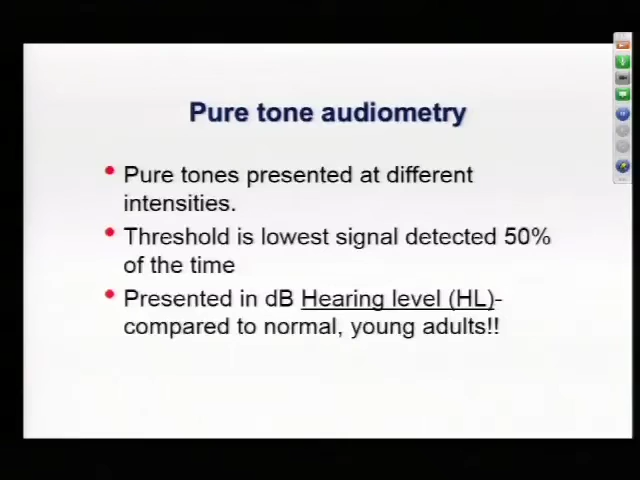 Pure tone audiometry
• Pure tones presented at different
intensities.
• Threshold is lowest signal detected 50%
of the time
• Presented in dB Hearing level (HL)-
compared to normal, young adults!!